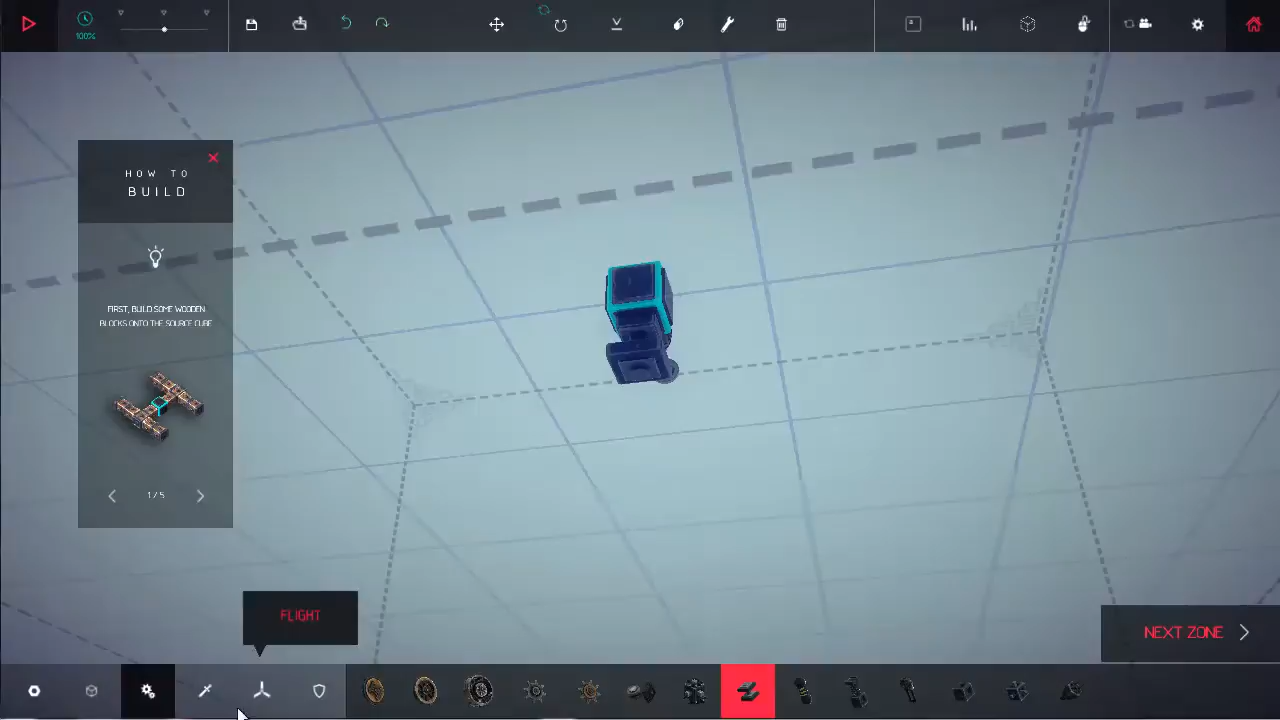 100%
HOW TO
BUILD
FIRST, BUILD SOME WOODEN
BLOCKS ONTO THE SOURCE CUBE
1/5
FLIGHT
NEXT ZONE